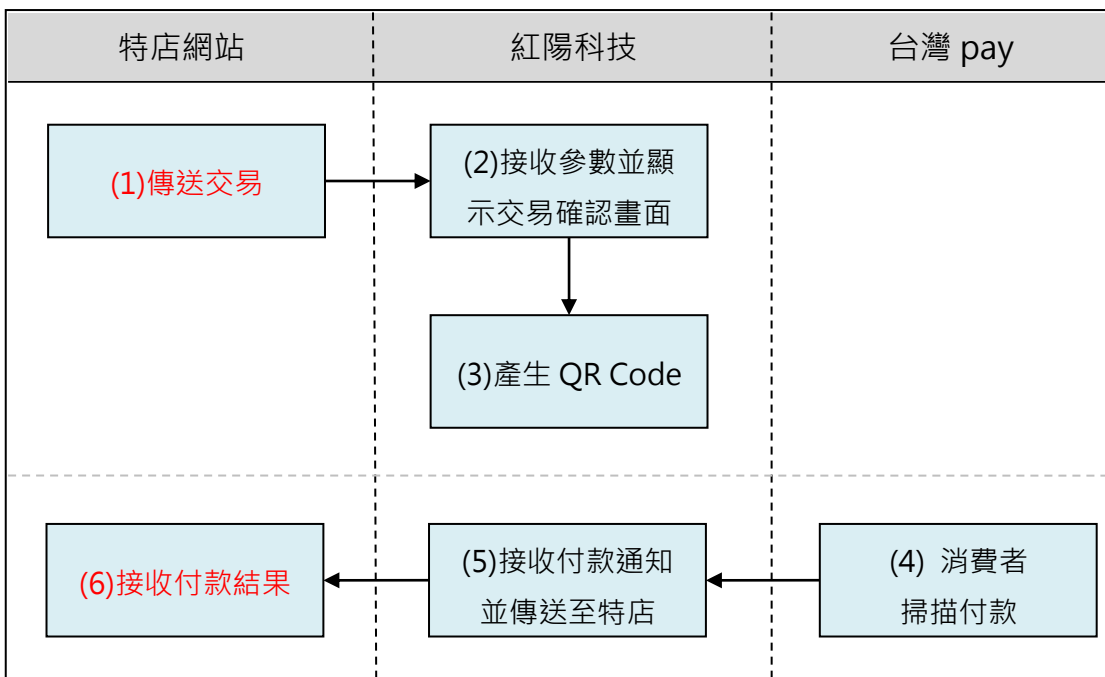 特店網站
紅陽科技
台灣 pay
(1)傳送交易
(2)接收參數並顯
示交易確認畫面
(3)產生 QR Code
(6)接收付款結果
(5)接收付款通知
並傳送至特店
(4) 消費者
掃描付款